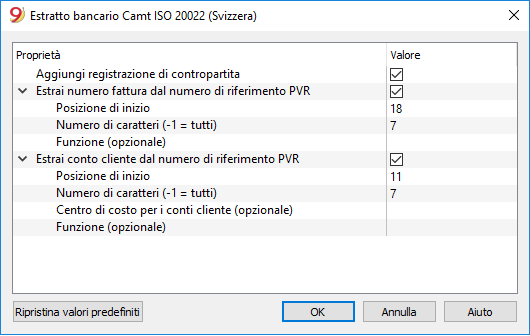 Estratto bancario Camt ISO 20022 (Svizzera)
Proprietà Valore
Aggiungi registrazione di contropartita
Estrai numero fattura dal numero di riferimento PVR
Posizione di inizio 18
Numero di caratteri (-1 = tutti) 7
Funzione (opzionale)
Estrai conto cliente dal numero di riferimento PVR
Posizione di inizio 11
Numero di caratteri (-1 = tutti) 7
Centro di costo per i conti cliente (opzionale)
Funzione (opzionale)
Ripristina valori predefiniti OK Annulla Aiuto